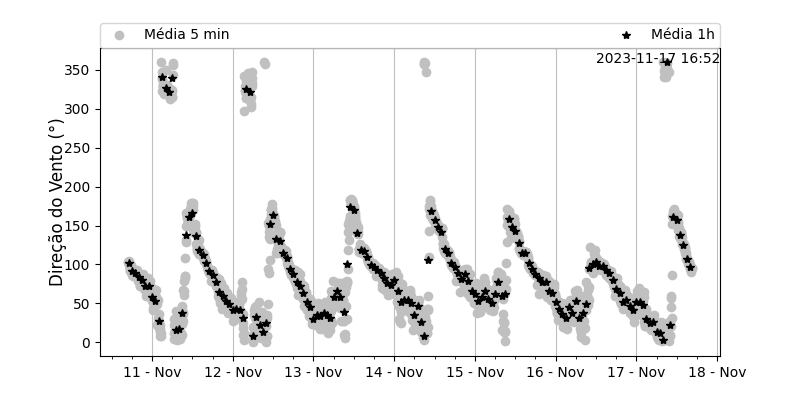 Média 5 min
Média 1h
2023-11-17 16:52
Direção do Vento (°)
350
300
250
200
150
100
50
0
11 - Nov
12 - Nov
13 - Nov
14 - Nov
15 - Nov
16 - Nov
17 - Nov
18 - Nov